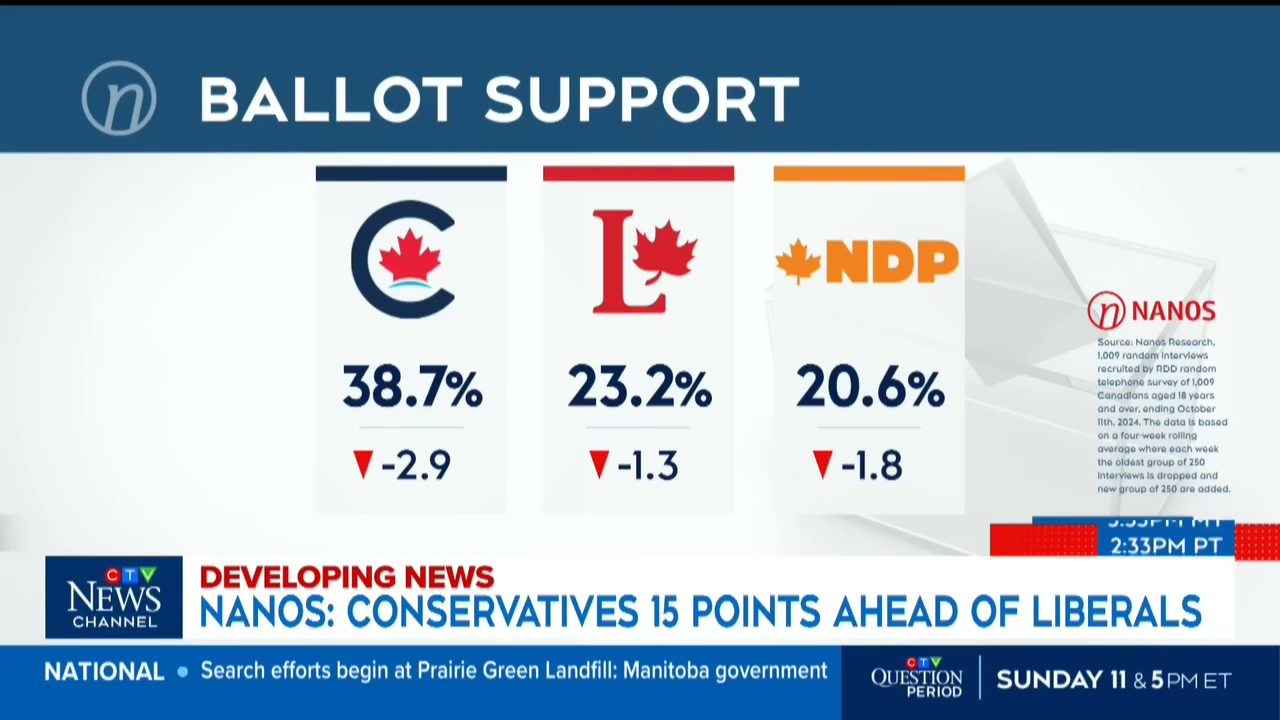 n BALLOT SUPPORT
C L NDP
38.7% 23.2% 20.6%
-2.9 -1.3 -1.8
n NANOS
Source: Nanos Research,
1,009 random interviews
recruited by RDD random
telephone survey of 1,009
Canadians aged 18 years
and over, ending October
11th, 2024. The data is based
on a four-week rolling
average where each week
the oldest group of 250
interviews is dropped and
new group of 250 are added.
2:33PM PT
CTV
NEWS
CHANNEL
DEVELOPING NEWS
NANOS: CONSERVATIVES 15 POINTS AHEAD OF LIBERALS
NATIONAL • Search efforts begin at Prairie Green Landfill: Manitoba government
CTV
QUESTION
PERIOD
SUNDAY 11 & 5PM ET